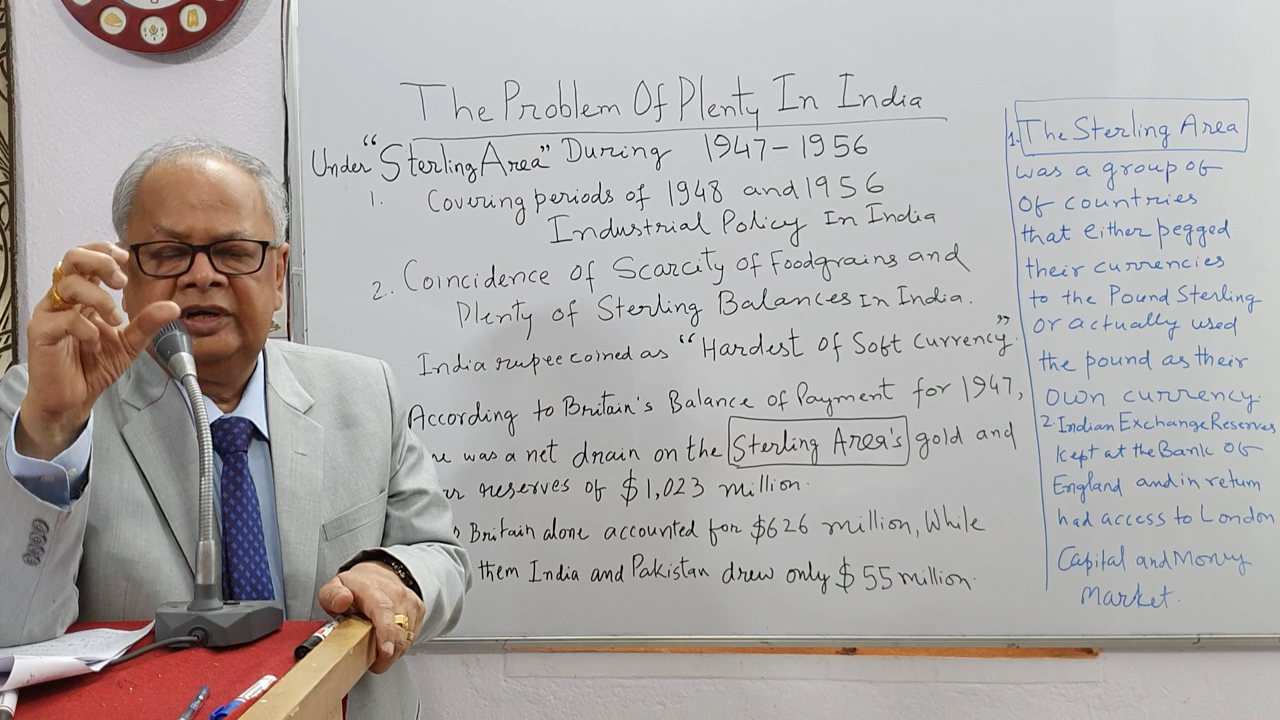 The Problem Of Plenty In India
Under "Sterling Area" During 1947-1956
1. Covering periods of 1948 and 1956
Industrial Policy In India
2. Coincidence of Scarcity of Foodgrains and
Plenty of Sterling Balances In India.
India rupee coined as "Hardest of Soft Currency"
According to Britain's Balance of Payment for 1947,
was a net drain on the Sterling Area's gold and
reserves of $1,023 million.
Britain alone accounted for $626 million, While
them India and Pakistan drew only $55 million.
1. The Sterling Area
was a group of
of countries
that either pegged
their currencies
to the Pound Sterling
or actually used
the pound as their
own currency.
2. Indian Exchange Reserves
kept at the Bank of
England and in return
had access to London
Capital and Money
Market.